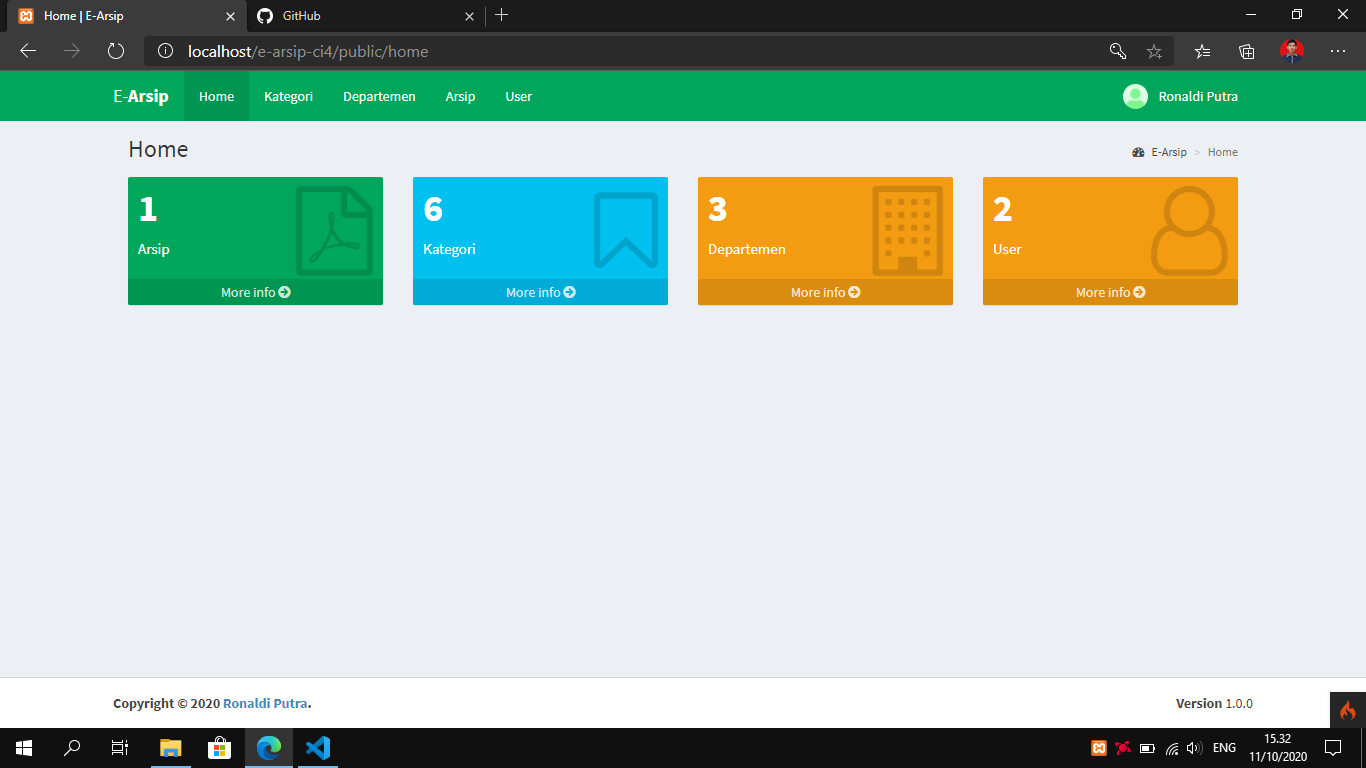 Home | E-Arsip
GitHub
localhost/e-arsip-ci4/public/home
E-Arsip Home Kategori Departemen Arsip User Ronaldi Putra
Home
E-Arsip > Home
1
Arsip
More info
6
Kategori
More info
3
Departemen
More info
2
User
More info
Copyright © 2020 Ronaldi Putra.
Version 1.0.0
ENG
15.32
11/10/2020